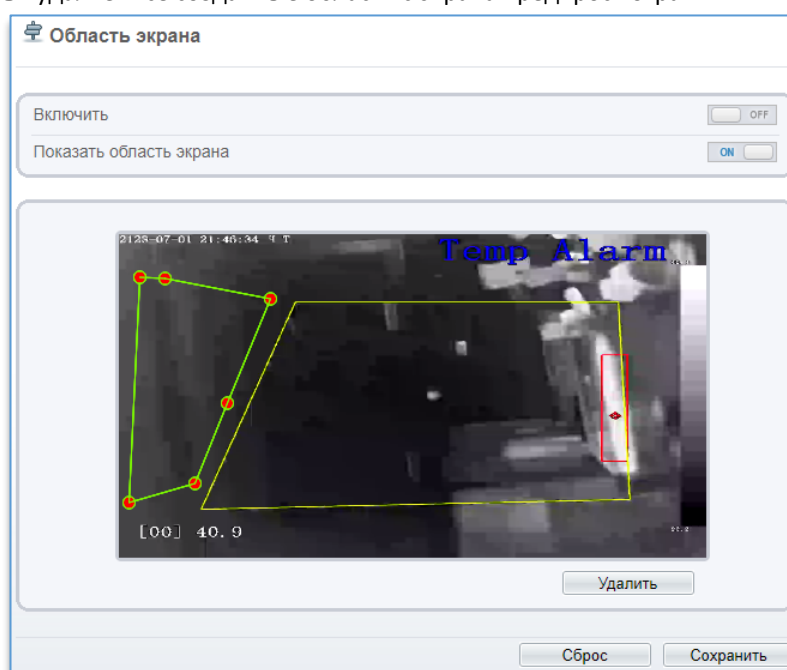 Область экрана
Включить
OFF
Показать область экрана
ON
2123-07-01 21:46:34 Ч Т
Temp Alarm
[00] 40.9
Удалить
Сброс
Сохранить